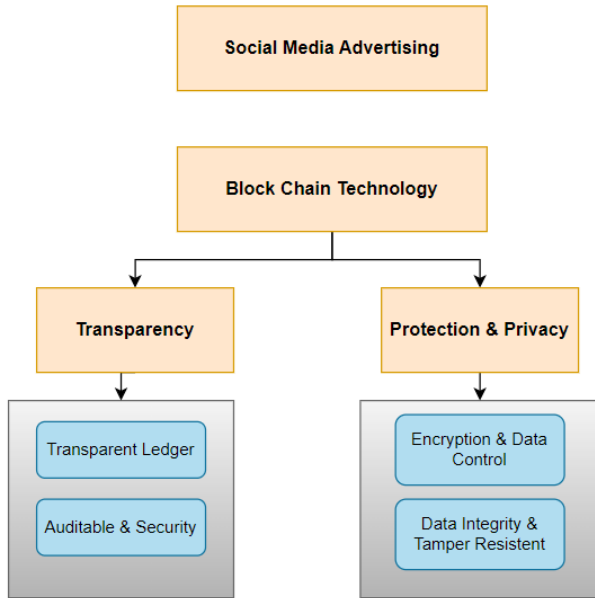 Social Media Advertising
Block Chain Technology
Transparency
Protection & Privacy
Transparent Ledger
Auditable & Security
Encryption & Data
Control
Data Integrity &
Tamper Resistent